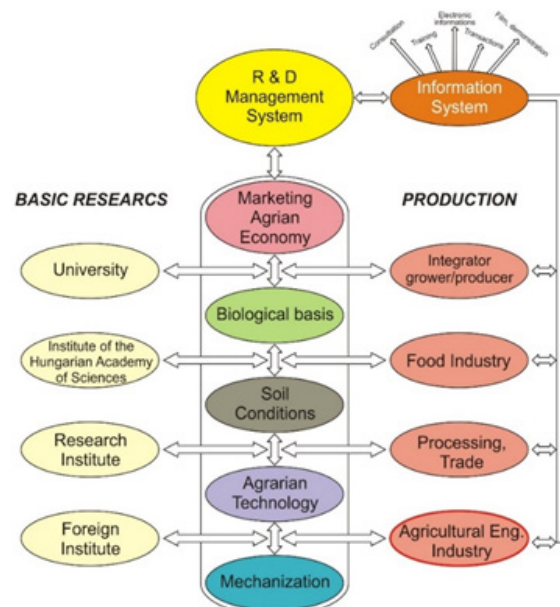 Consultation
Training
Electronic
informations
Transactions
Film, demonstration
R & D
Management
System
Information
System
BASIC RESEARCS
Marketing
Agrian
Economy
PRODUCTION
University
Integrator
grower/producer
Biological basis
Institute of the
Hungarian Academy
of Sciences
Food Industry
Soil
Conditions
Research
Institute
Processing,
Trade
Agrarian
Technology
Foreign
Institute
Agricultural Eng.
Industry
Mechanization